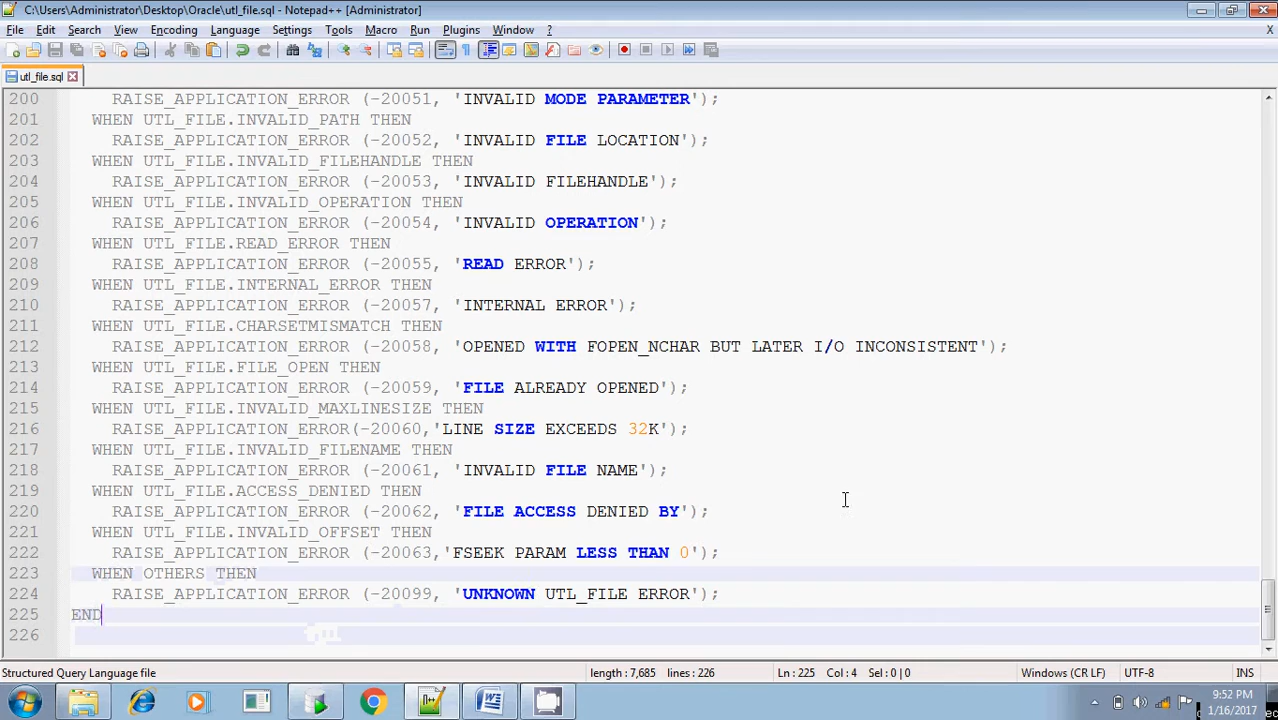 C:\Users\Administrator\Desktop\Oracle\utl_file.sql - Notepad++ [Administrator]
File Edit Search View Encoding Language Settings Tools Macro Run Plugins Window ? X
utl_file.sql
200 RAISE_APPLICATION_ERROR (-20051, 'INVALID MODE PARAMETER');
201 WHEN UTL_FILE.INVALID_PATH THEN
202 RAISE_APPLICATION_ERROR (-20052, 'INVALID FILE LOCATION');
203 WHEN UTL_FILE.INVALID_FILEHANDLE THEN
204 RAISE_APPLICATION_ERROR (-20053, 'INVALID FILEHANDLE');
205 WHEN UTL_FILE.INVALID_OPERATION THEN
206 RAISE_APPLICATION_ERROR (-20054, 'INVALID OPERATION');
207 WHEN UTL_FILE.READ_ERROR THEN
208 RAISE_APPLICATION_ERROR (-20055, 'READ ERROR');
209 WHEN UTL_FILE.INTERNAL_ERROR THEN
210 RAISE_APPLICATION_ERROR (-20057, 'INTERNAL ERROR');
211 WHEN UTL_FILE.CHARSETMISMATCH THEN
212 RAISE_APPLICATION_ERROR (-20058, 'OPENED WITH FOPEN_NCHAR BUT LATER I/O INCONSISTENT');
213 WHEN UTL_FILE.FILE_OPEN THEN
214 RAISE_APPLICATION_ERROR (-20059, 'FILE ALREADY OPENED');
215 WHEN UTL_FILE.INVALID_MAXLINESIZE THEN
216 RAISE_APPLICATION_ERROR(-20060,'LINE SIZE EXCEEDS 32K');
217 WHEN UTL_FILE.INVALID_FILENAME THEN
218 RAISE_APPLICATION_ERROR (-20061, 'INVALID FILE NAME');
219 WHEN UTL_FILE.ACCESS_DENIED THEN
220 RAISE_APPLICATION_ERROR (-20062, 'FILE ACCESS DENIED BY');
221 WHEN UTL_FILE.INVALID_OFFSET THEN
222 RAISE_APPLICATION_ERROR (-20063,'FSEEK PARAM LESS THAN 0');
223 WHEN OTHERS THEN
224 RAISE_APPLICATION_ERROR (-20099, 'UNKNOWN UTL_FILE ERROR');
225 END
226
Structured Query Language file length : 7,685 lines : 226 Ln : 225 Col : 4 Sel : 0 | 0 Windows (CR LF) UTF-8 INS
9:52 PM
1/16/2017